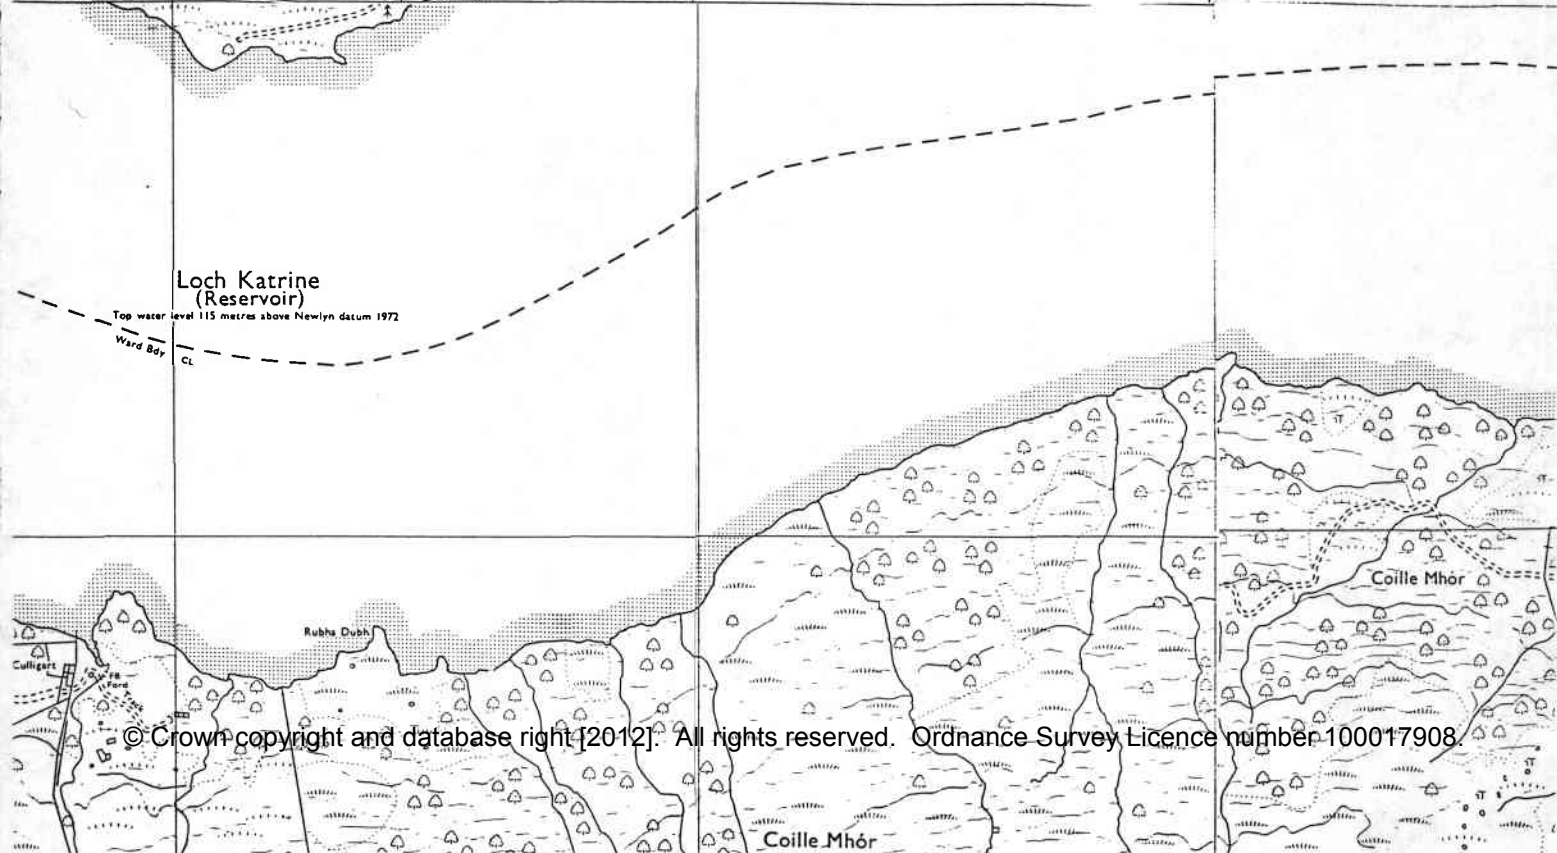 Loch Katrine
(Reservoir)
Top water level 115 metres above Newlyn datum 1972
Ward Bdy
CL
Rubha Dubh
Coille Mhór
Culligart
FB
Ford
© Crown copyright and database right [2012]. All rights reserved. Ordnance Survey Licence number 100017908.
Coille Mhór